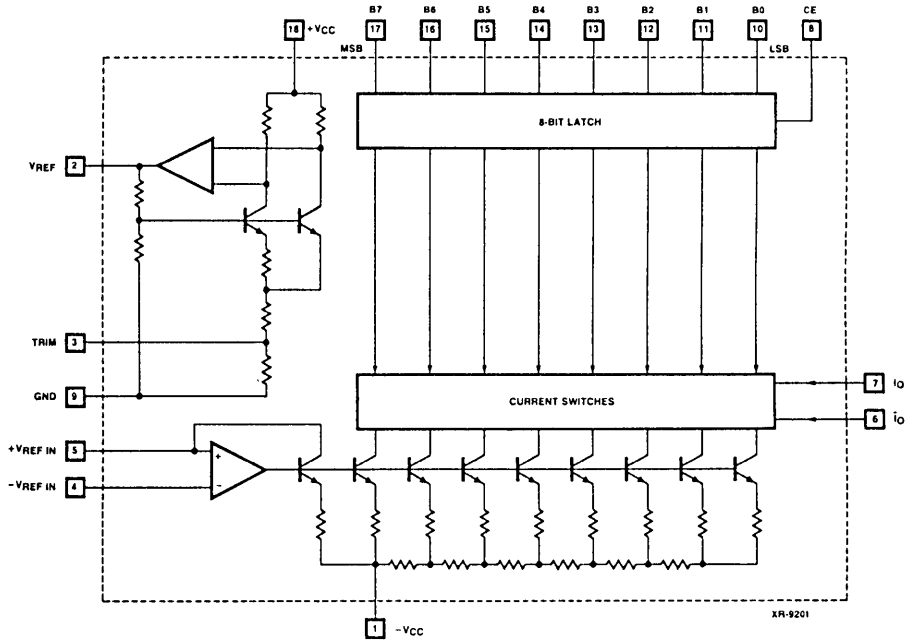 B7 B6 B5 B4 B3 B2 B1 B0 CE
18 +VCC 17 16 15 14 13 12 11 10 8
MSB LSB
8-BIT LATCH
VREF 2
TRIM 3
GND 9
CURRENT SWITCHES
7 IO
6 ĪO
+VREF IN 5
-VREF IN 4
+
-
XR-9201
1 -VCC